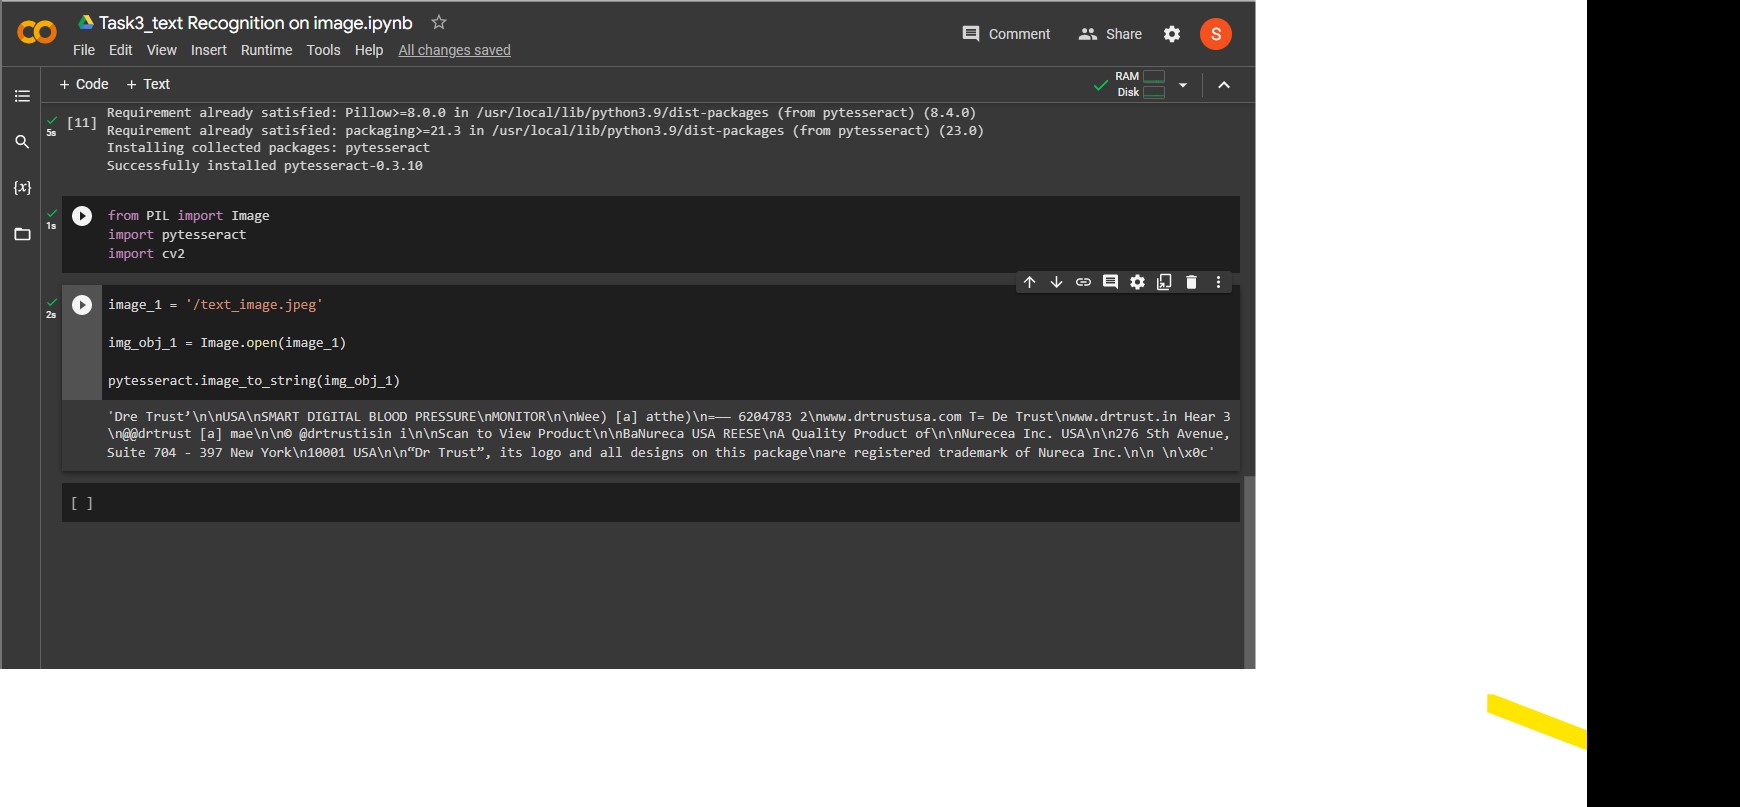 Task3_text Recognition on image.ipynb
File Edit View Insert Runtime Tools Help All changes saved
Comment Share S
+ Code + Text
RAM
Disk
5s
[11]
Requirement already satisfied: Pillow>=8.0.0 in /usr/local/lib/python3.9/dist-packages (from pytesseract) (8.4.0)
Requirement already satisfied: packaging>=21.3 in /usr/local/lib/python3.9/dist-packages (from pytesseract) (23.0)
Installing collected packages: pytesseract
Successfully installed pytesseract-0.3.10
{x}
1s
from PIL import Image
import pytesseract
import cv2
2s
image_1 = '/text_image.jpeg'
img_obj_1 = Image.open(image_1)
pytesseract.image_to_string(img_obj_1)
'Dre Trust’\n\nUSA\nSMART DIGITAL BLOOD PRESSURE\nMONITOR\n\nWee) [a] atthe)\n=—— 6204783 2\nwww.drtrustusa.com T= De Trust\nwww.drtrust.in Hear 3
\n@@drtrust [a] mae\n\n© @drtrustisin i\n\nScan to View Product\n\nBaNureca USA REESE\nA Quality Product of\n\nNurecea Inc. USA\n\n276 Sth Avenue,
Suite 704 - 397 New York\n10001 USA\n\n“Dr Trust”, its logo and all designs on this package\nare registered trademark of Nureca Inc.\n\n \n\x0c'
[ ]